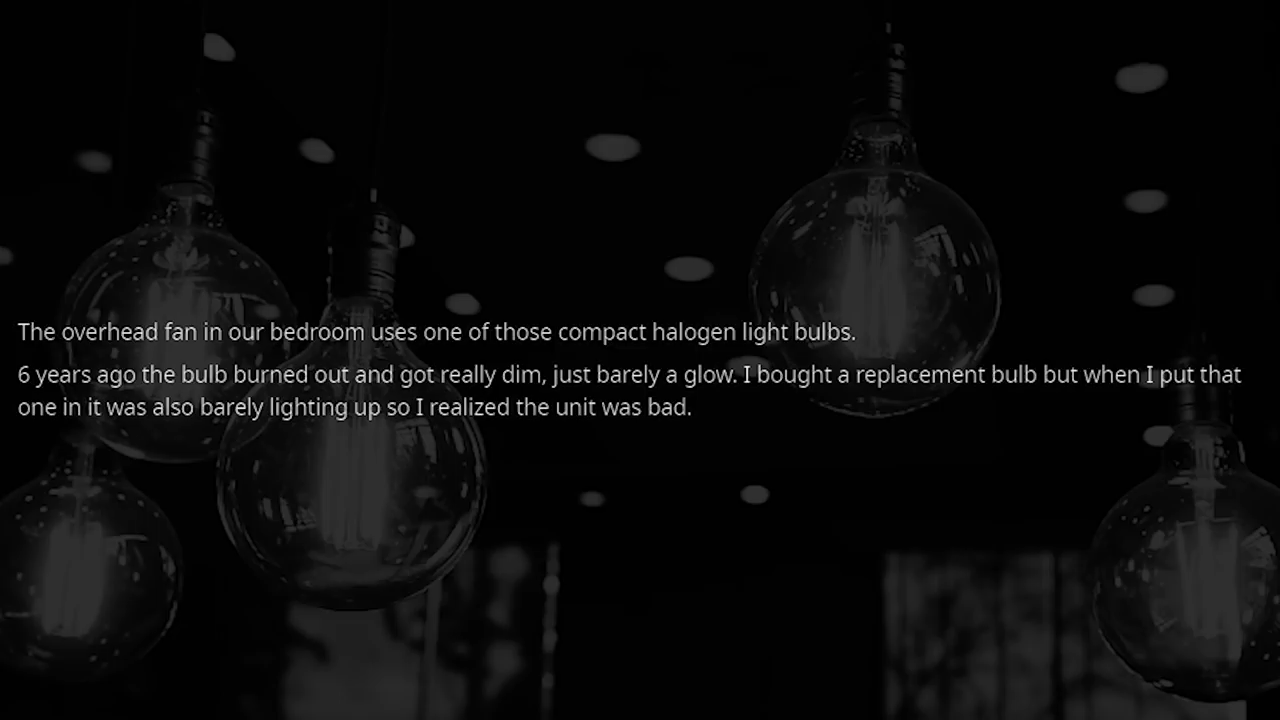 The overhead fan in our bedroom uses one of those compact halogen light bulbs.
6 years ago the bulb burned out and got really dim, just barely a glow. I bought a replacement bulb but when I put that
one in it was also barely lighting up so I realized the unit was bad.